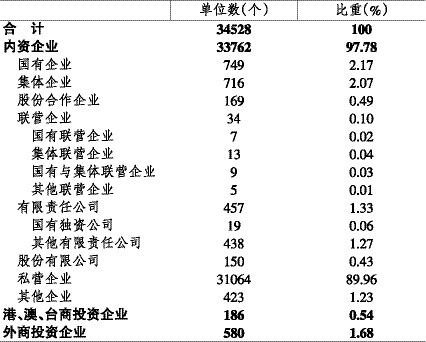 单位数(个) 比重(%)
合 计 34528 100
内资企业 33762 97.78
国有企业 749 2.17
集体企业 716 2.07
股份合作企业 169 0.49
联营企业 34 0.10
国有联营企业 7 0.02
集体联营企业 13 0.04
国有与集体联营企业 9 0.03
其他联营企业 5 0.01
有限责任公司 457 1.33
国有独资公司 19 0.06
其他有限责任公司 438 1.27
股份有限公司 150 0.43
私营企业 31064 89.96
其他企业 423 1.23
港、澳、台商投资企业 186 0.54
外商投资企业 580 1.68